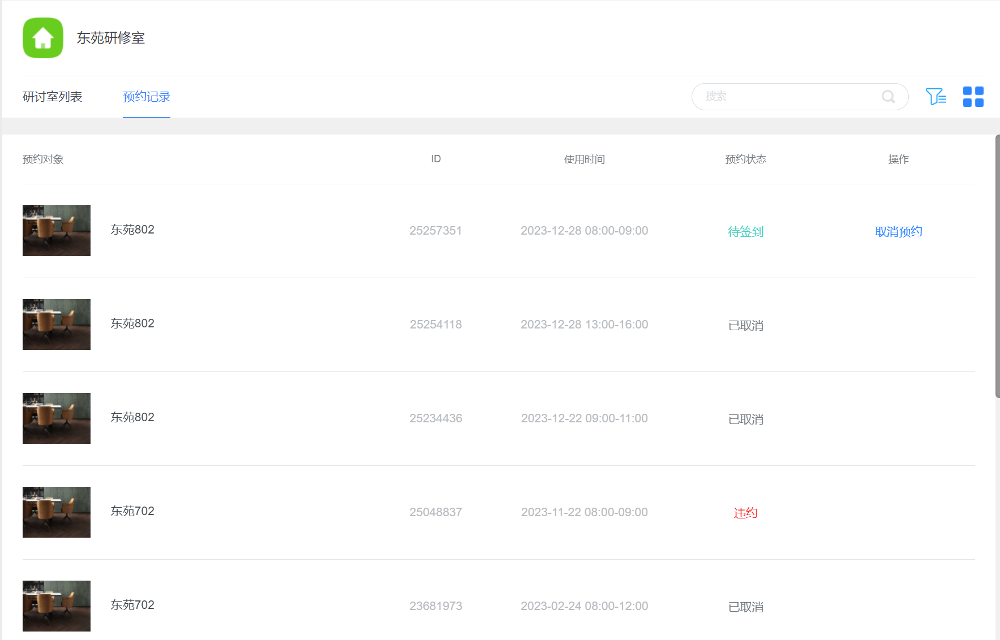 东苑研修室
研讨室列表 预约记录 搜索
预约对象 ID 使用时间 预约状态 操作
东苑802 25257351 2023-12-28 08:00-09:00 待签到 取消预约
东苑802 25254118 2023-12-28 13:00-16:00 已取消
东苑802 25234436 2023-12-22 09:00-11:00 已取消
东苑702 25048837 2023-11-22 08:00-09:00 违约
东苑702 23681973 2023-02-24 08:00-12:00 已取消